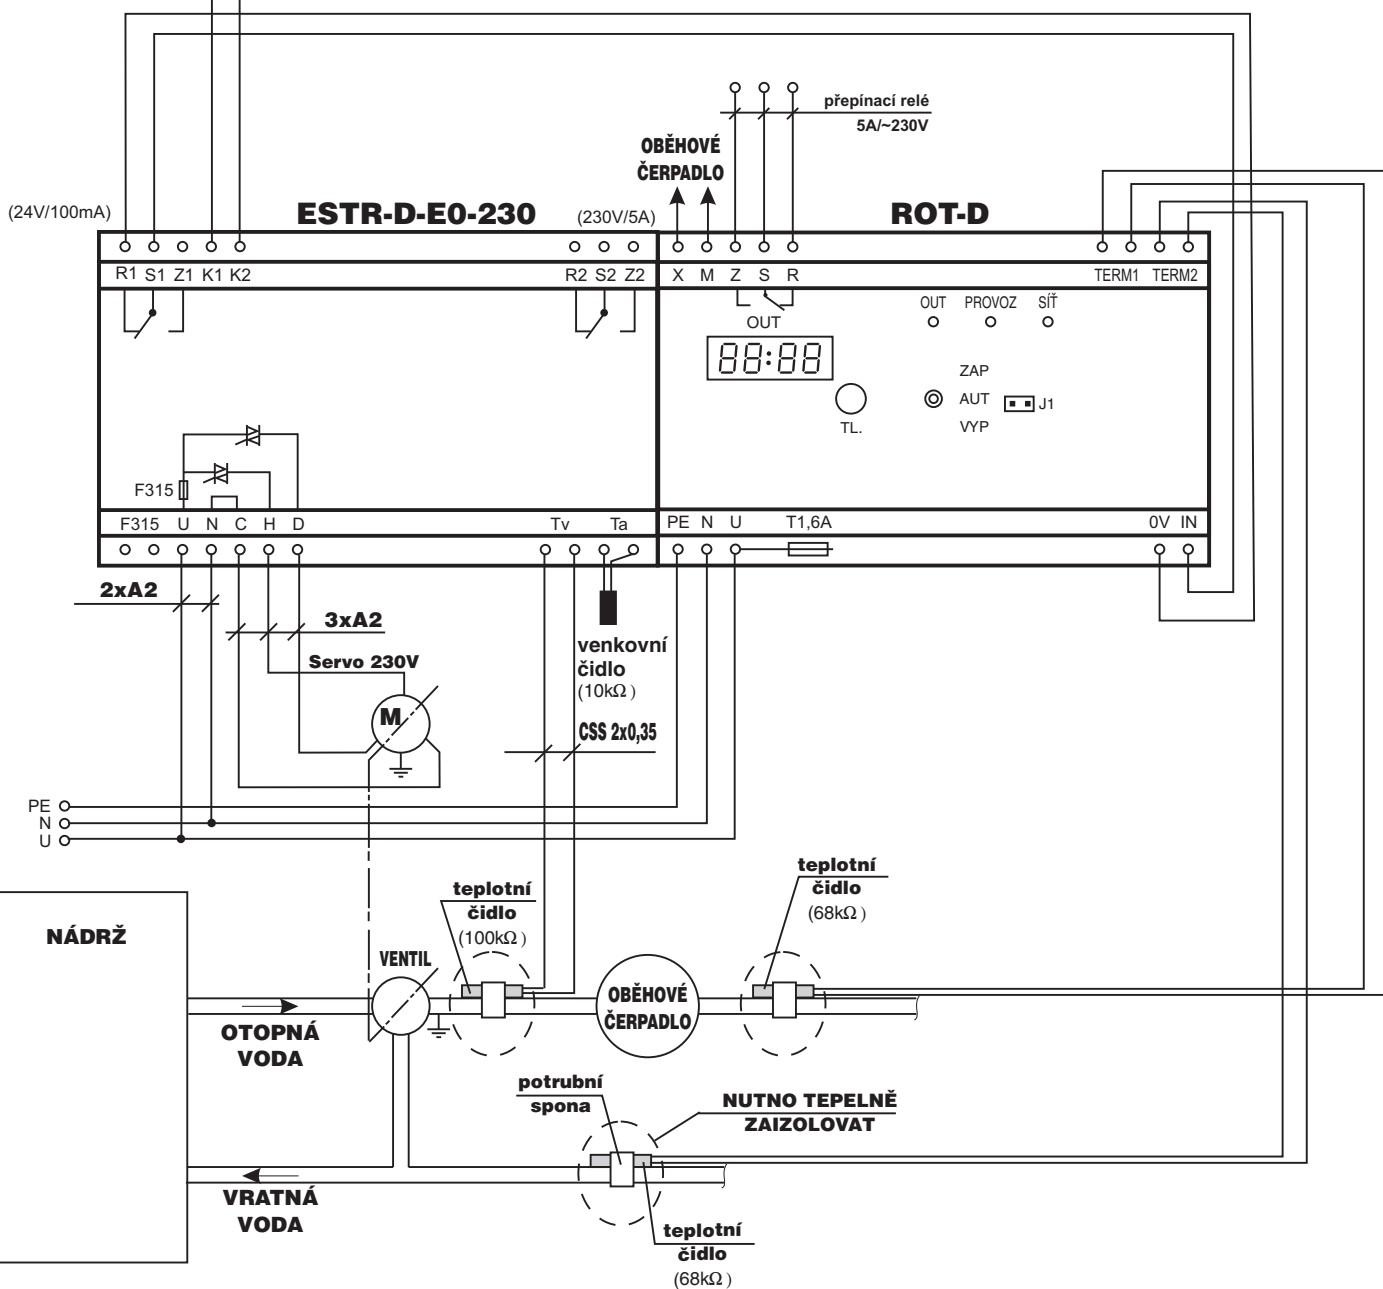 přepínací relé
5A/~230V
OBĚHOVÉ
ČERPADLO
(24V/100mA)
ESTR-D-E0-230
(230V/5A)
ROT-D
R1 S1 Z1 K1 K2
R2 S2 Z2
X M Z S R
TERM1 TERM2
OUT
OUT PROVOZ SÍŤ
88:88
TL.
ZAP
AUT
VYP
J1
F315
F315 U N C H D
Tv Ta
PE N U T1,6A
0V IN
2xA2
3xA2
Servo 230V
M
venkovní
čidlo
(10kΩ)
CSS 2x0,35
PE
N
U
NÁDRŽ
teplotní
čidlo
(100kΩ)
teplotní
čidlo
(68kΩ)
VENTIL
OBĚHOVÉ
ČERPADLO
OTOPNÁ
VODA
potrubní
spona
NUTNO TEPELNĚ
ZAIZOLOVAT
VRATNÁ
VODA
teplotní
čidlo
(68kΩ)